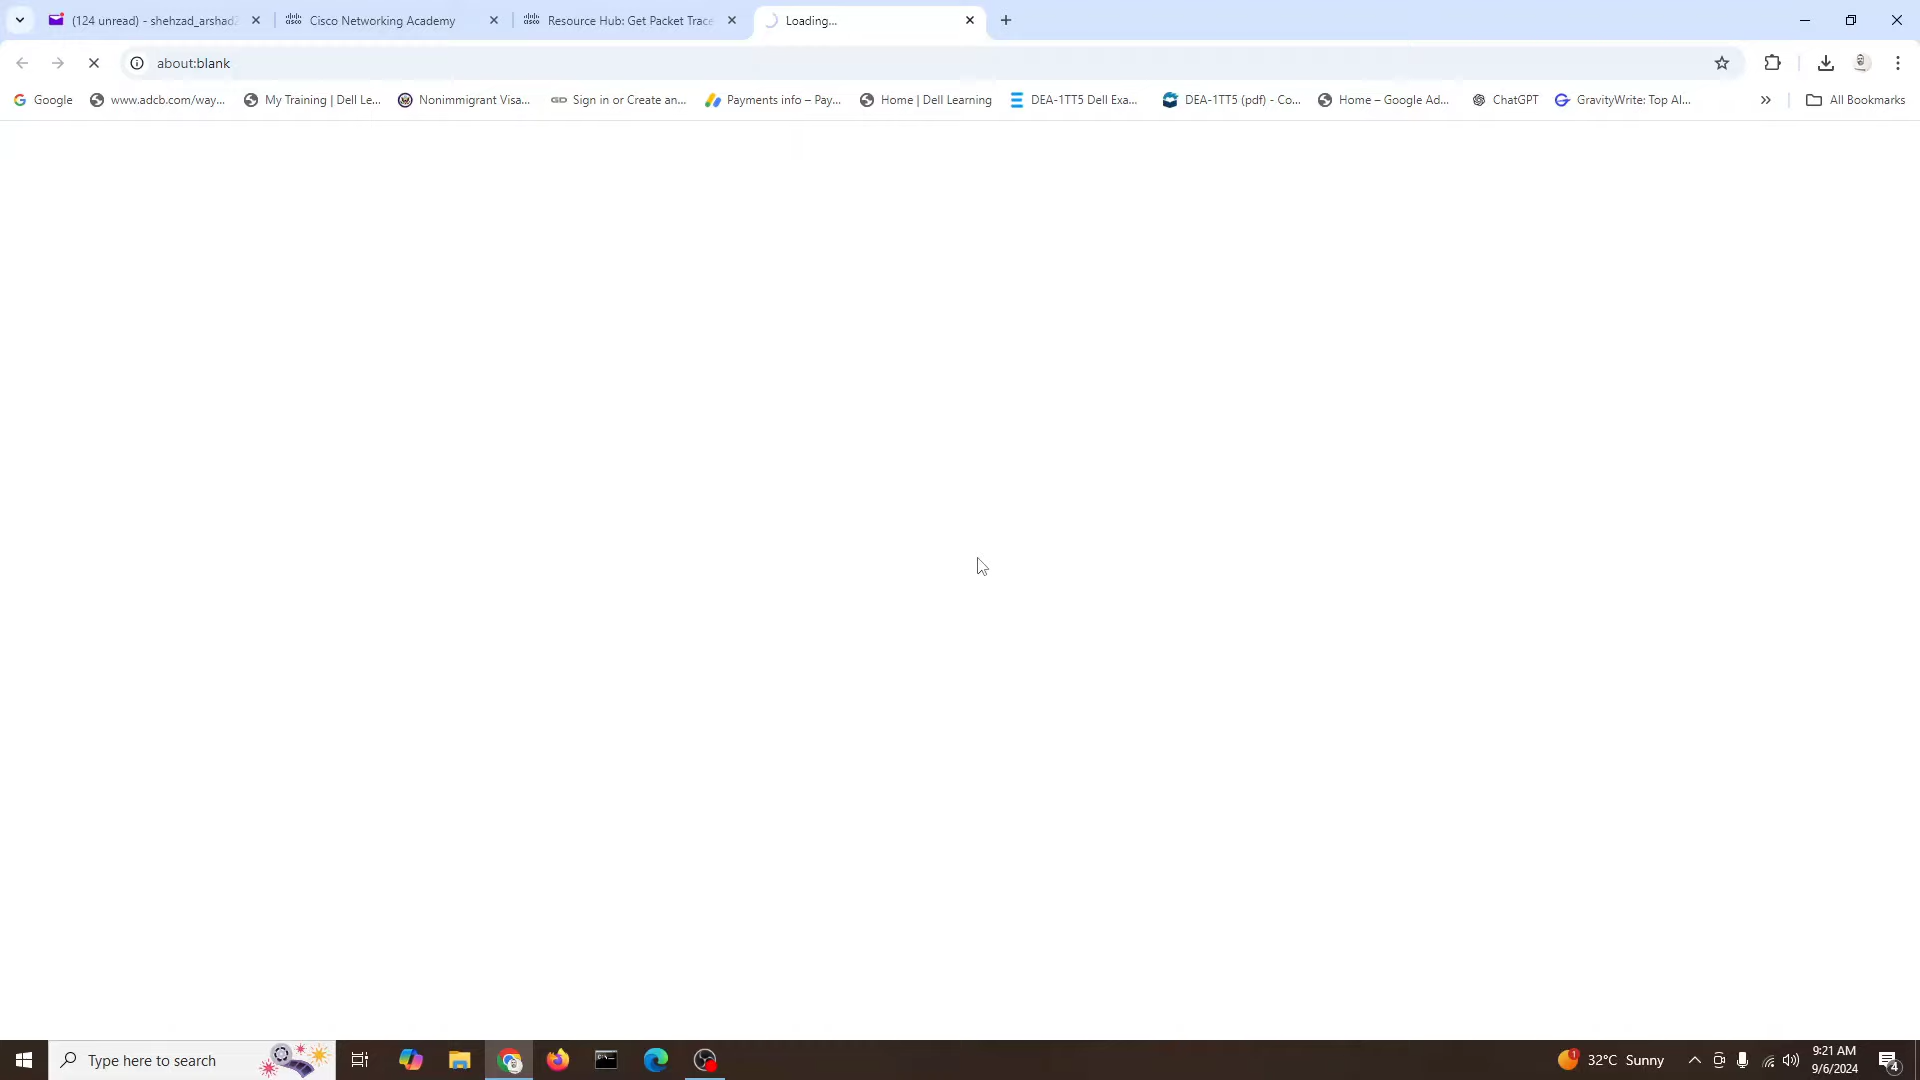 (124 unread) - shehzad_arshad2
Cisco Networking Academy
Resource Hub: Get Packet Trace
Loading...
about:blank
Google
www.adcb.com/way...
My Training | Dell Le...
Nonimmigrant Visa...
Sign in or Create an...
Payments info – Pay...
Home | Dell Learning
DEA-1TT5 Dell Exa...
DEA-1TT5 (pdf) - Co...
Home – Google Ad...
ChatGPT
GravityWrite: Top AI...
All Bookmarks
Type here to search
32°C Sunny
9:21 AM
9/6/2024